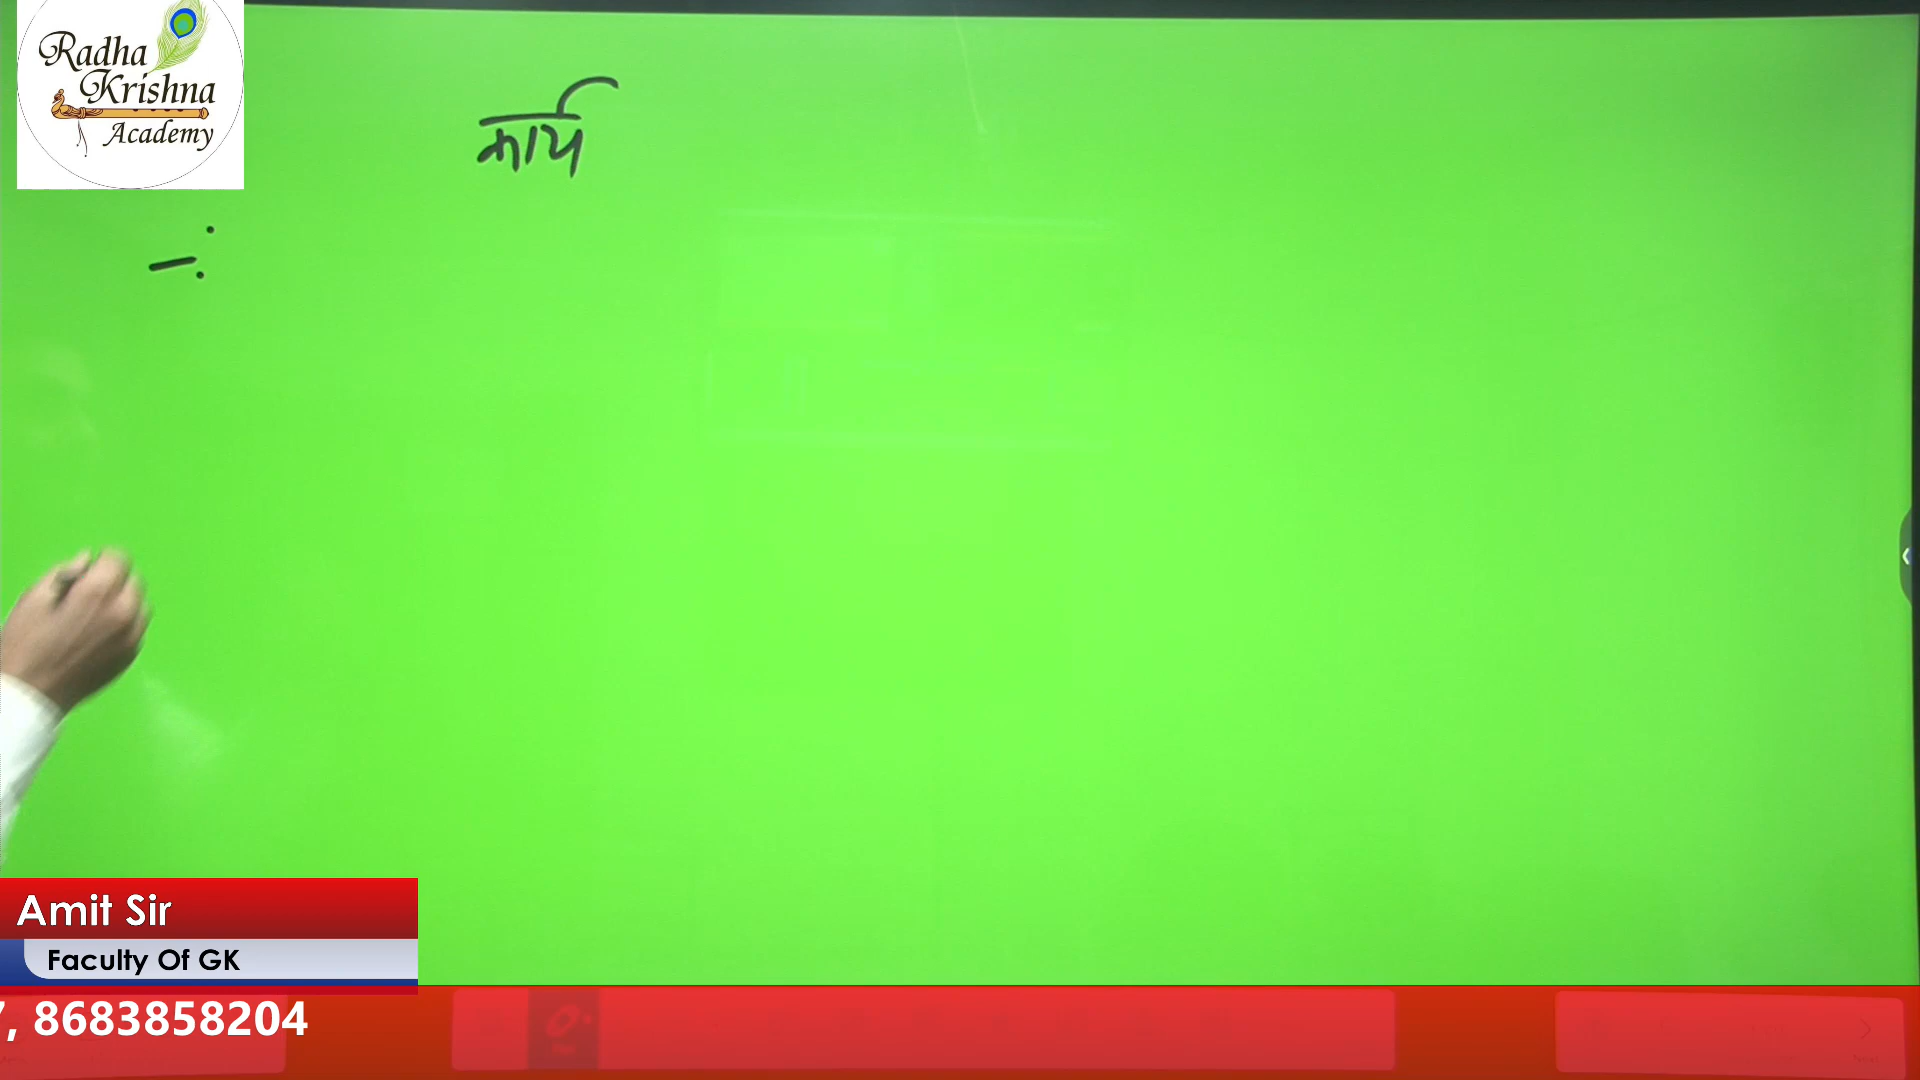 Radha
Krishna
Academy
कार्य
-:
Amit Sir
Faculty Of GK
, 8683858204